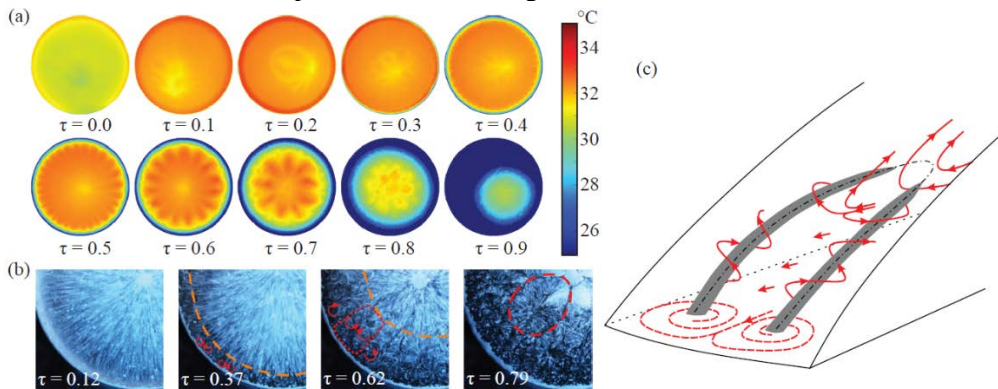 (a)
°C
34
32
30
28
26
τ = 0.0
τ = 0.1
τ = 0.2
τ = 0.3
τ = 0.4
τ = 0.5
τ = 0.6
τ = 0.7
τ = 0.8
τ = 0.9
(b)
τ = 0.12
τ = 0.37
τ = 0.62
τ = 0.79
(c)